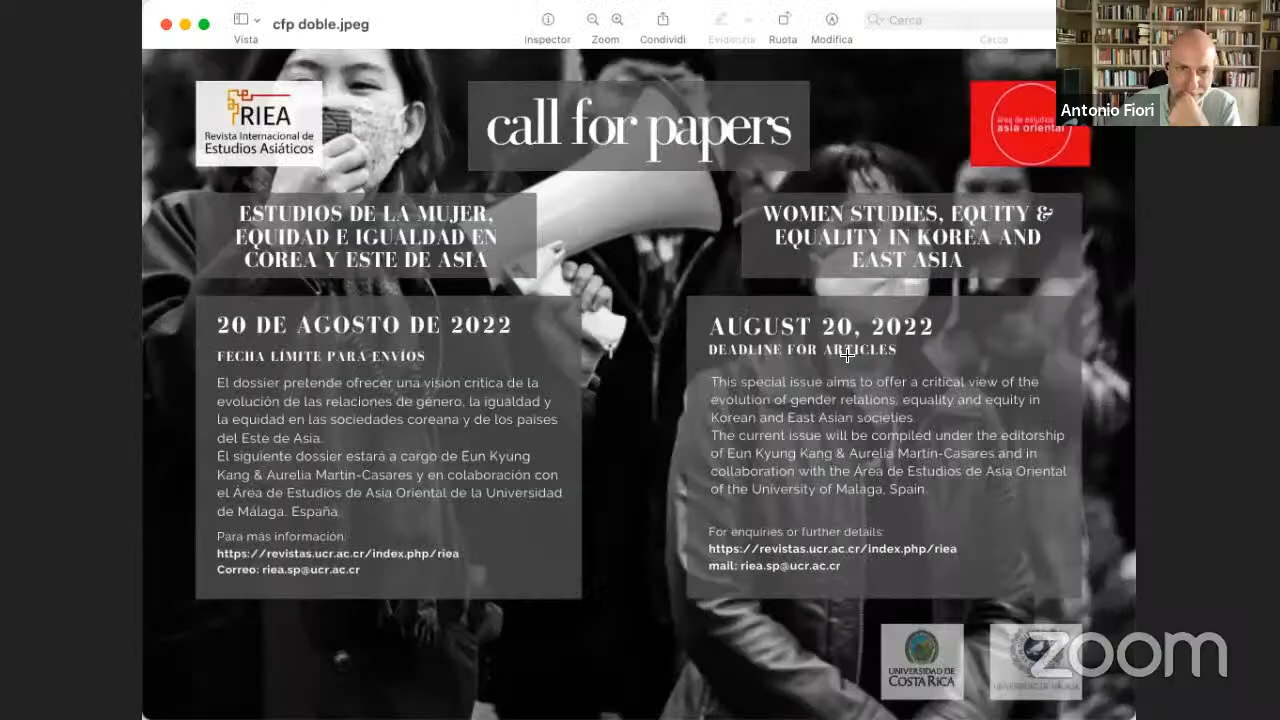 cfp doble.jpeg
Vista
Inspector
Zoom
Condividi
Evidenzia
Ruota
Modifica
Cerca
Cerca
Antonio Fiori
RIEA
Revista Internacional de
Estudios Asiáticos
call for papers
área de estudios
asia oriental
ESTUDIOS DE LA MUJER,
EQUIDAD E IGUALDAD EN
COREA Y ESTE DE ASIA
20 DE AGOSTO DE 2022
FECHA LÍMITE PARA ENVÍOS
El dossier pretende ofrecer una visión crítica de la
evolución de las relaciones de género, la igualdad y
la equidad en las sociedades coreana y de los países
del Este de Asia.
El siguiente dossier estará a cargo de Eun Kyung
Kang & Aurelia Martín-Casares y en colaboración con
el Área de Estudios de Asia Oriental de la Universidad
de Málaga, España.
Para más información:
https://revistas.ucr.ac.cr/index.php/riea
Correo: riea.sp@ucr.ac.cr
WOMEN STUDIES, EQUITY &
EQUALITY IN KOREA AND
EAST ASIA
AUGUST 20, 2022
DEADLINE FOR ARTICLES
This special issue aims to offer a critical view of the
evolution of gender relations, equality and equity in
Korean and East Asian societies.
The current issue will be compiled under the editorship
of Eun Kyung Kang & Aurelia Martín-Casares and in
collaboration with the Área de Estudios de Asia Oriental
of the University of Malaga, Spain.
For enquiries or further details:
https://revistas.ucr.ac.cr/index.php/riea
mail: riea.sp@ucr.ac.cr
UNIVERSIDAD DE
COSTA RICA
UNIVERSIDAD DE MÁLAGA
zoom